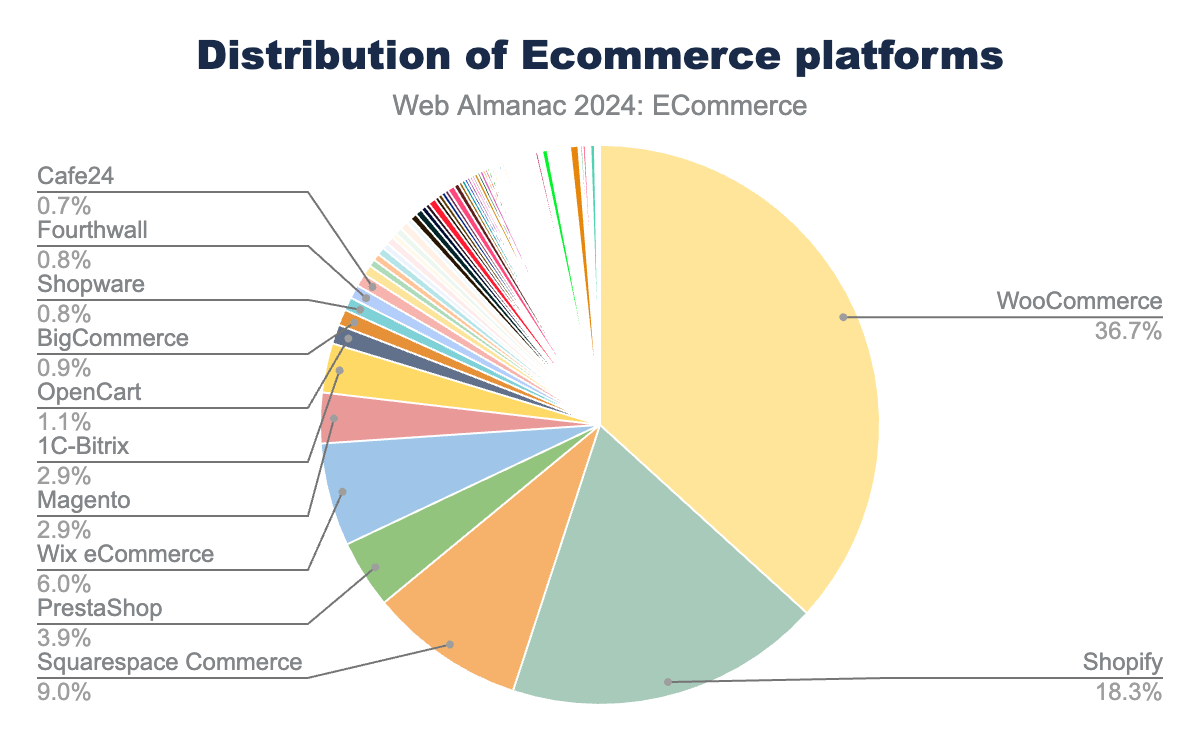 Distribution of Ecommerce platforms
Web Almanac 2024: ECommerce
Cafe24
0.7%
Fourthwall
0.8%
Shopware
0.8%
BigCommerce
0.9%
OpenCart
1.1%
1C-Bitrix
2.9%
Magento
2.9%
Wix eCommerce
6.0%
PrestaShop
3.9%
Squarespace Commerce
9.0%
WooCommerce
36.7%
Shopify
18.3%